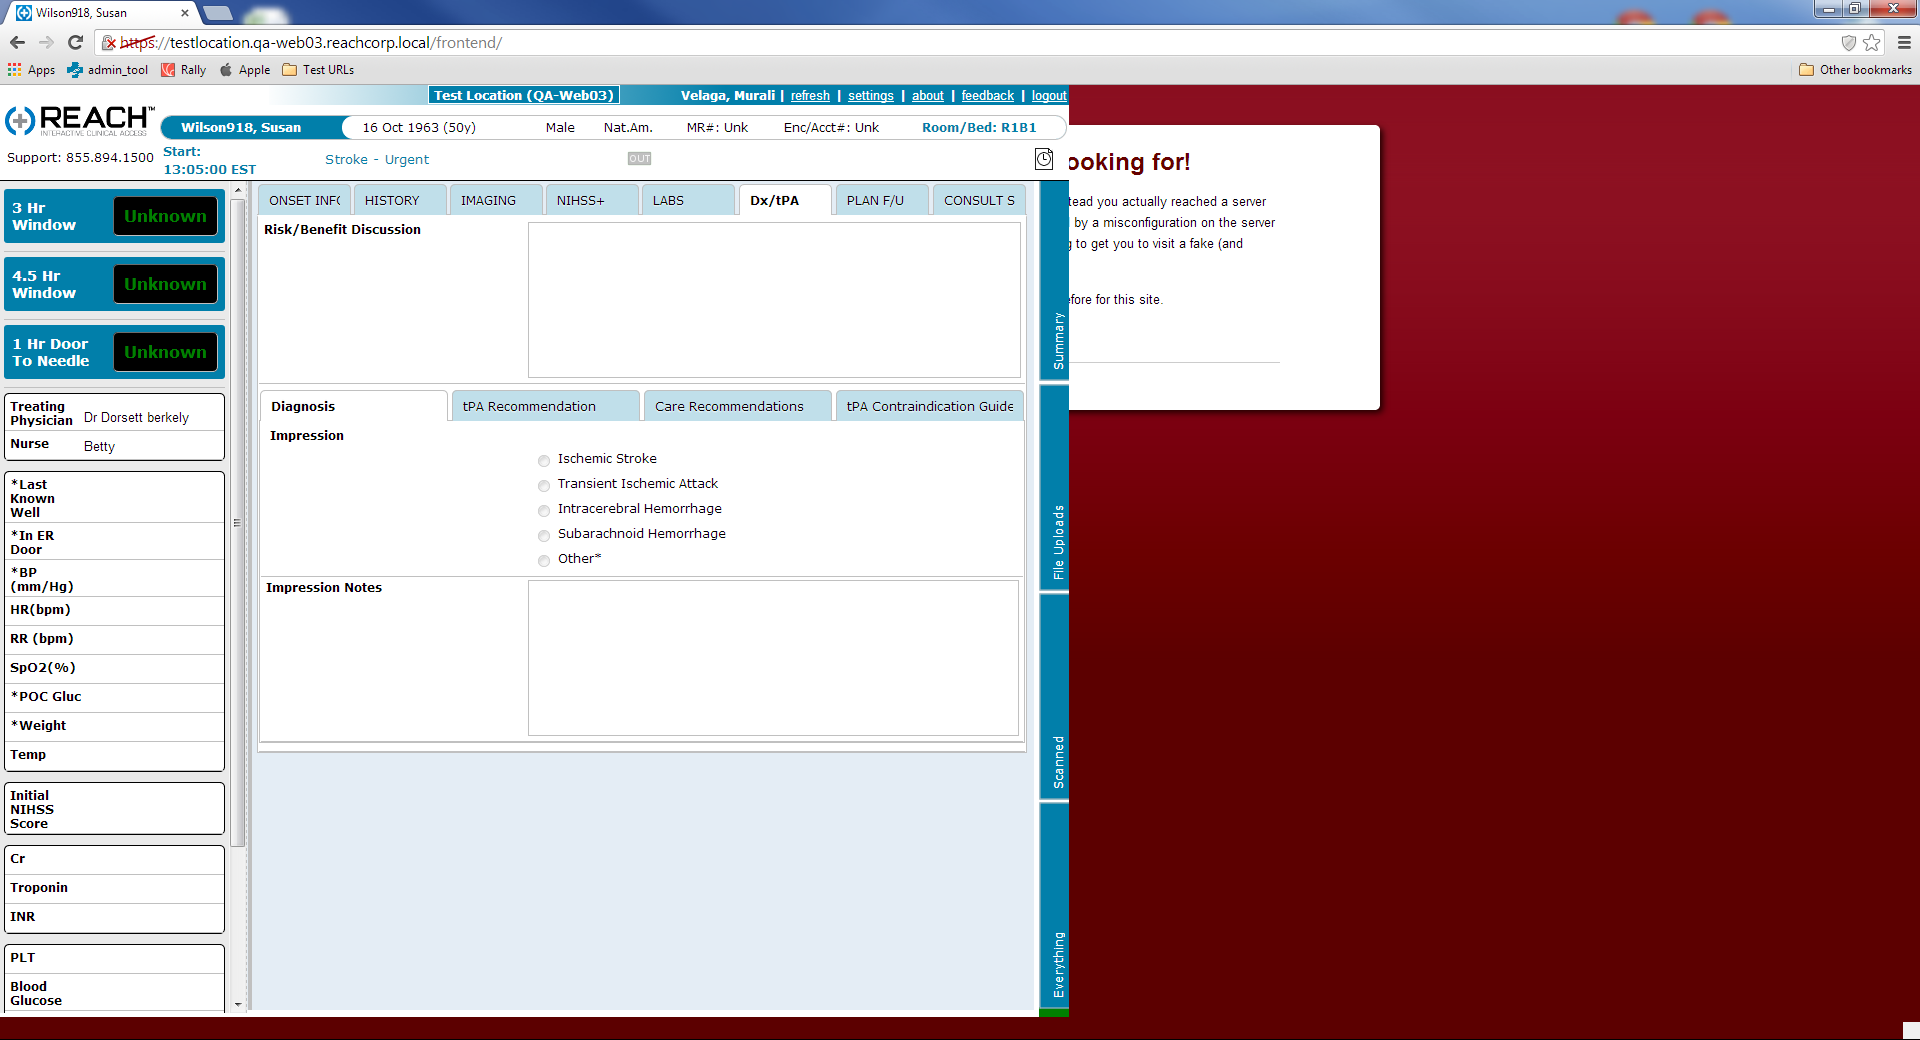 Wilson918, Susan
https://testlocation.qa-web03.reachcorp.local/frontend/
Apps admin_tool Rally Apple Test URLs Other bookmarks
Test Location (QA-Web03) Velaga, Murali | refresh | settings | about | feedback | logout
REACH™
INTERACTIVE CLINICAL ACCESS
Wilson918, Susan 16 Oct 1963 (50y) Male Nat.Am. MR#: Unk Enc/Acct#: Unk Room/Bed: R1B1
Support: 855.894.1500
Start:
13:05:00 EST
Stroke - Urgent
OUT
3 Hr
Window
Unknown
4.5 Hr
Window
Unknown
1 Hr Door
To Needle
Unknown
Treating
Physician
Dr Dorsett berkely
Nurse
Betty
*Last
Known
Well
*In ER
Door
*BP
(mm/Hg)
HR(bpm)
RR (bpm)
SpO2(%)
*POC Gluc
*Weight
Temp
Initial
NIHSS
Score
Cr
Troponin
INR
PLT
Blood
Glucose
ONSET INFO HISTORY IMAGING NIHSS+ LABS Dx/tPA PLAN F/U CONSULT S
Risk/Benefit Discussion
Diagnosis tPA Recommendation Care Recommendations tPA Contraindication Guide
Impression
Ischemic Stroke
Transient Ischemic Attack
Intracerebral Hemorrhage
Subarachnoid Hemorrhage
Other*
Impression Notes
Summary
File Uploads
Scanned
Everything
ooking for!
tead you actually reached a server
by a misconfiguration on the server
g to get you to visit a fake (and
efore for this site.